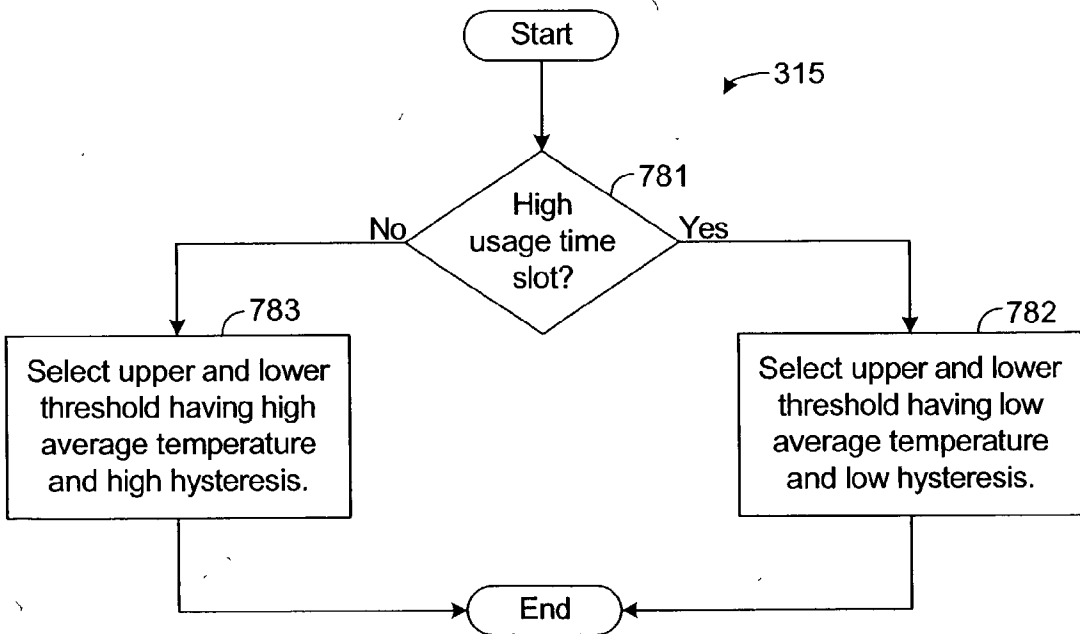 Start
315
781
High
usage time
slot?
No
Yes
783
Select upper and lower
threshold having high
average temperature
and high hysteresis.
782
Select upper and lower
threshold having low
average temperature
and low hysteresis.
End